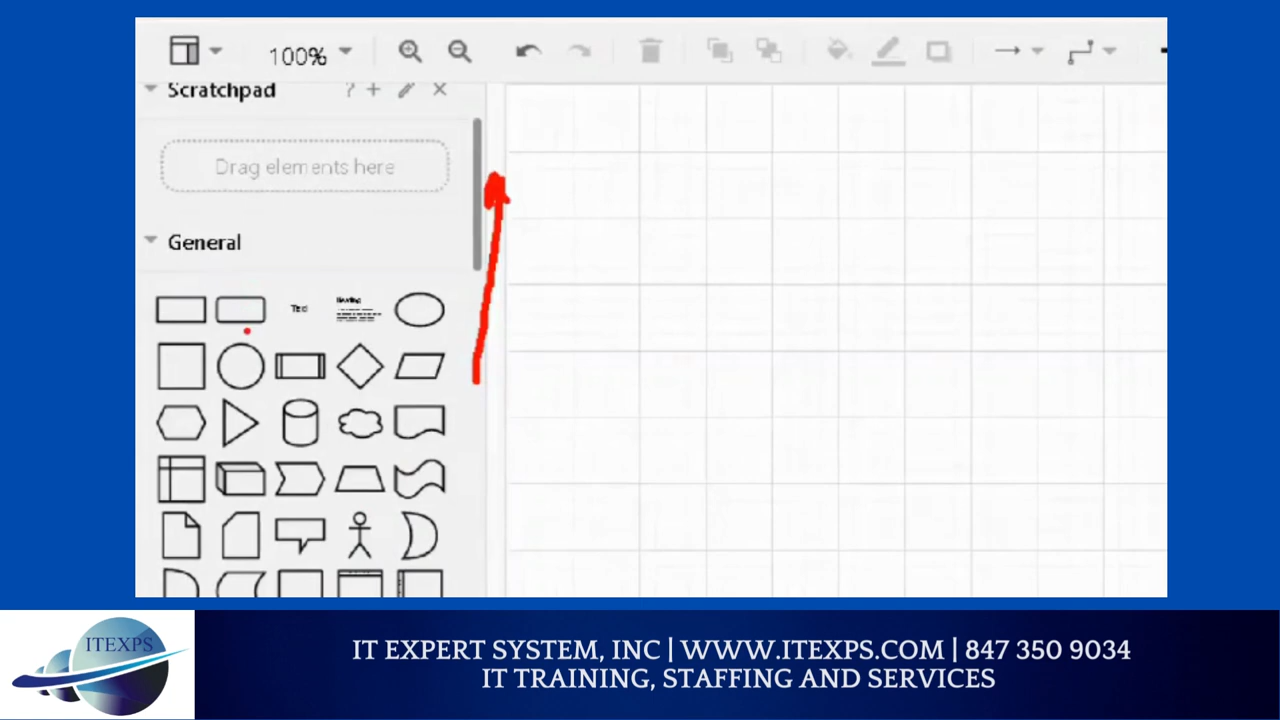 100%
Scratchpad
? +
Drag elements here
General
Text
Heading
ITEXPS
IT EXPERT SYSTEM, INC | WWW.ITEXPS.COM | 847 350 9034
IT TRAINING, STAFFING AND SERVICES